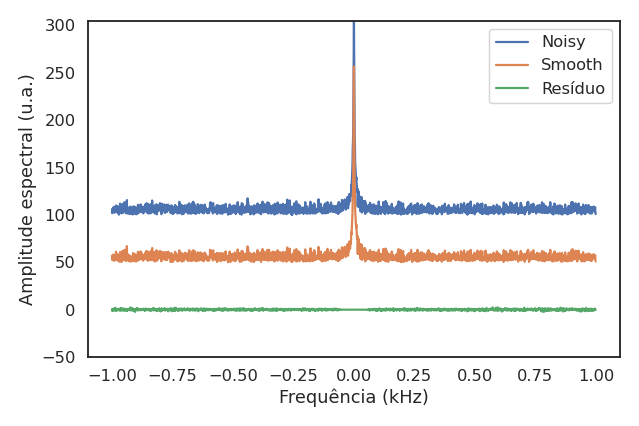 300
250
200
150
100
50
0
−50
Amplitude espectral (u.a.)
Noisy
Smooth
Resíduo
−1.00 −0.75 −0.50 −0.25 0.00 0.25 0.50 0.75 1.00
Frequência (kHz)